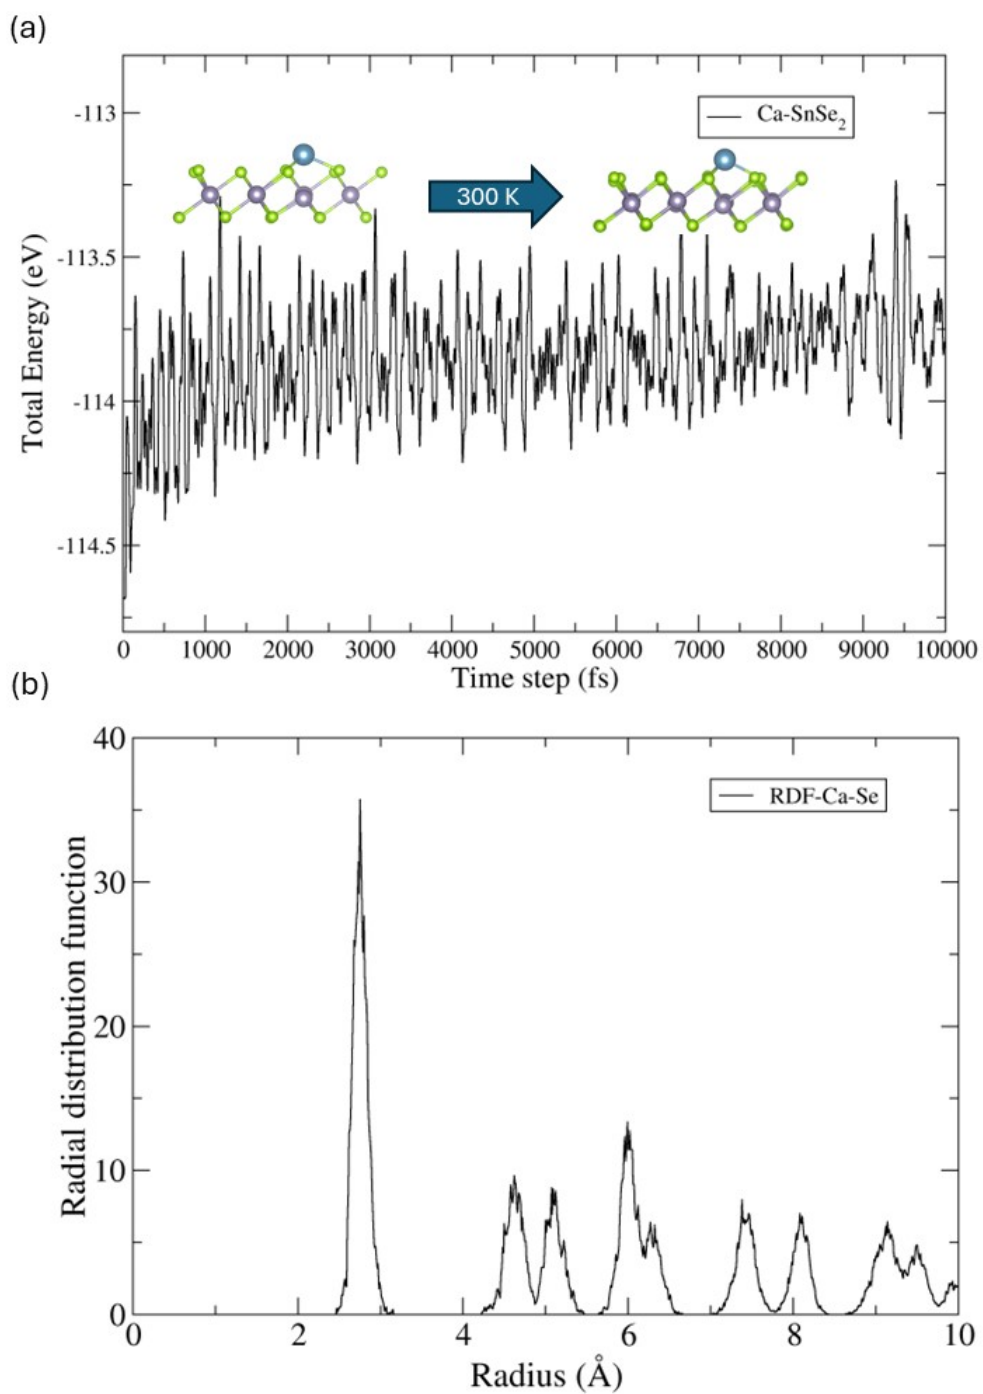 (a)
Total Energy (eV)
-113
-113.5
-114
-114.5
Ca-SnSe2
300 K
0 1000 2000 3000 4000 5000 6000 7000 8000 9000 10000
Time step (fs)
(b)
Radial distribution function
40
30
20
10
0
RDF-Ca-Se
0 2 4 6 8 10
Radius (Å)